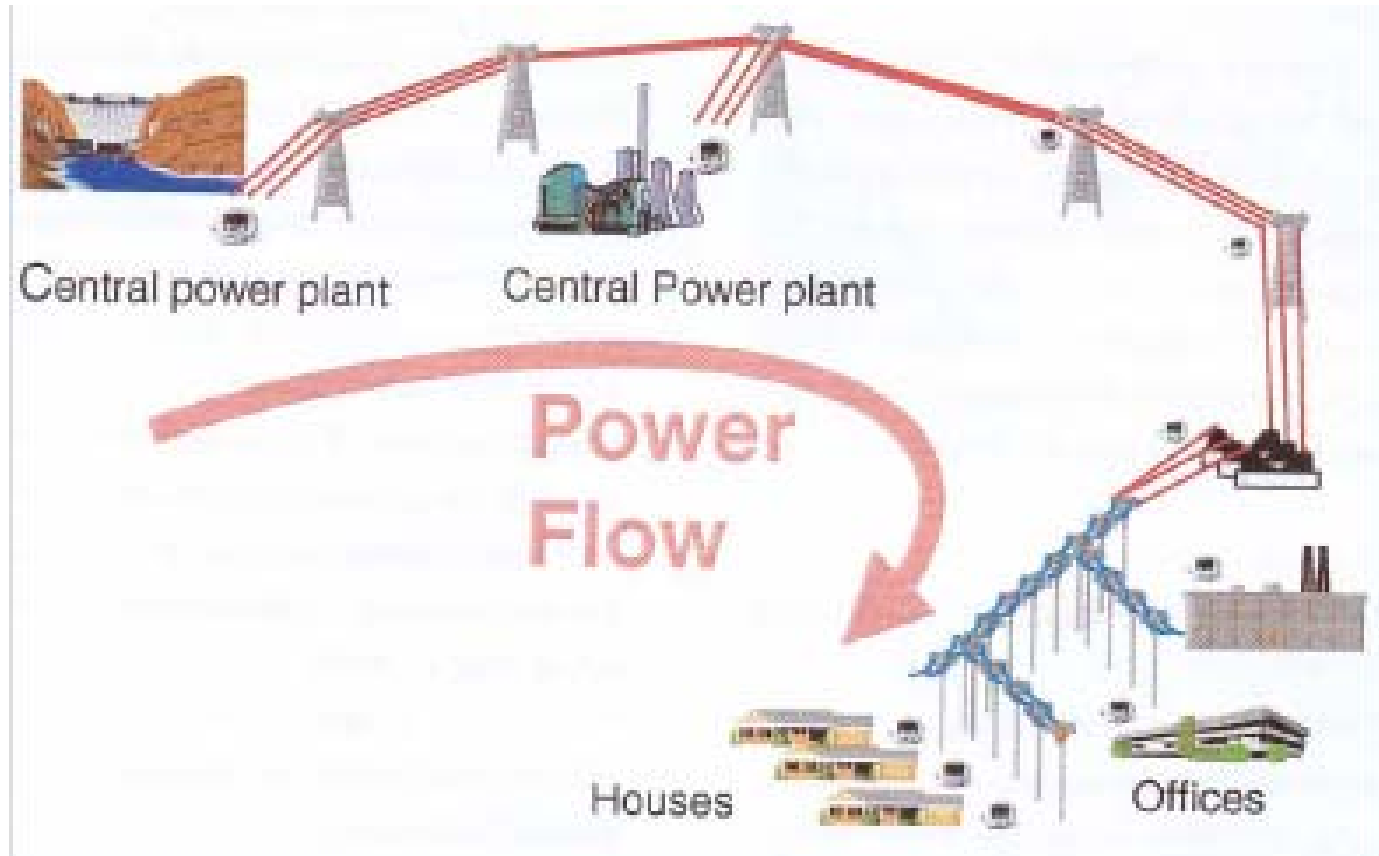 Central power plant
Central Power plant
Power
Flow
Houses
Offices